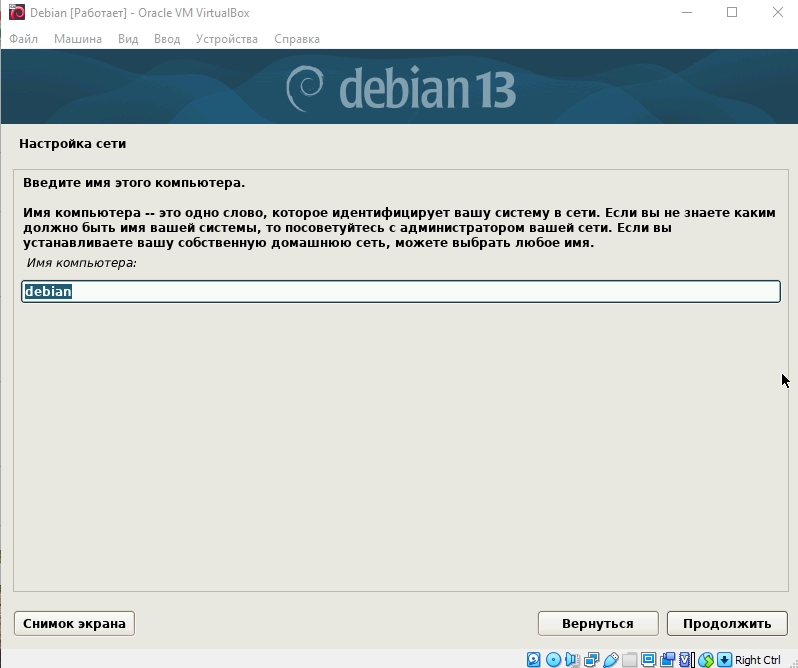 Debian [Работает] - Oracle VM VirtualBox
Файл Машина Вид Ввод Устройства Справка
debian 13
Настройка сети
Введите имя этого компьютера.
Имя компьютера -- это одно слово, которое идентифицирует вашу систему в сети. Если вы не знаете каким
должно быть имя вашей системы, то посоветуйтесь с администратором вашей сети. Если вы
устанавливаете вашу собственную домашнюю сеть, можете выбрать любое имя.
Имя компьютера:
debian
Снимок экрана Вернуться Продолжить
Right Ctrl